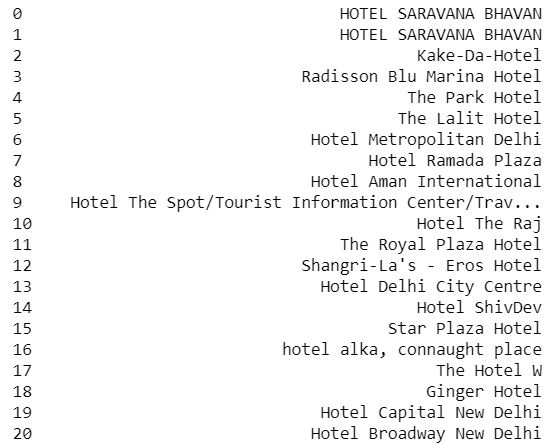 0 HOTEL SARAVANA BHAVAN
1 HOTEL SARAVANA BHAVAN
2 Kake-Da-Hotel
3 Radisson Blu Marina Hotel
4 The Park Hotel
5 The Lalit Hotel
6 Hotel Metropolitan Delhi
7 Hotel Ramada Plaza
8 Hotel Aman International
9 Hotel The Spot/Tourist Information Center/Trav...
10 Hotel The Raj
11 The Royal Plaza Hotel
12 Shangri-La's - Eros Hotel
13 Hotel Delhi City Centre
14 Hotel ShivDev
15 Star Plaza Hotel
16 hotel alka, connaught place
17 The Hotel W
18 Ginger Hotel
19 Hotel Capital New Delhi
20 Hotel Broadway New Delhi